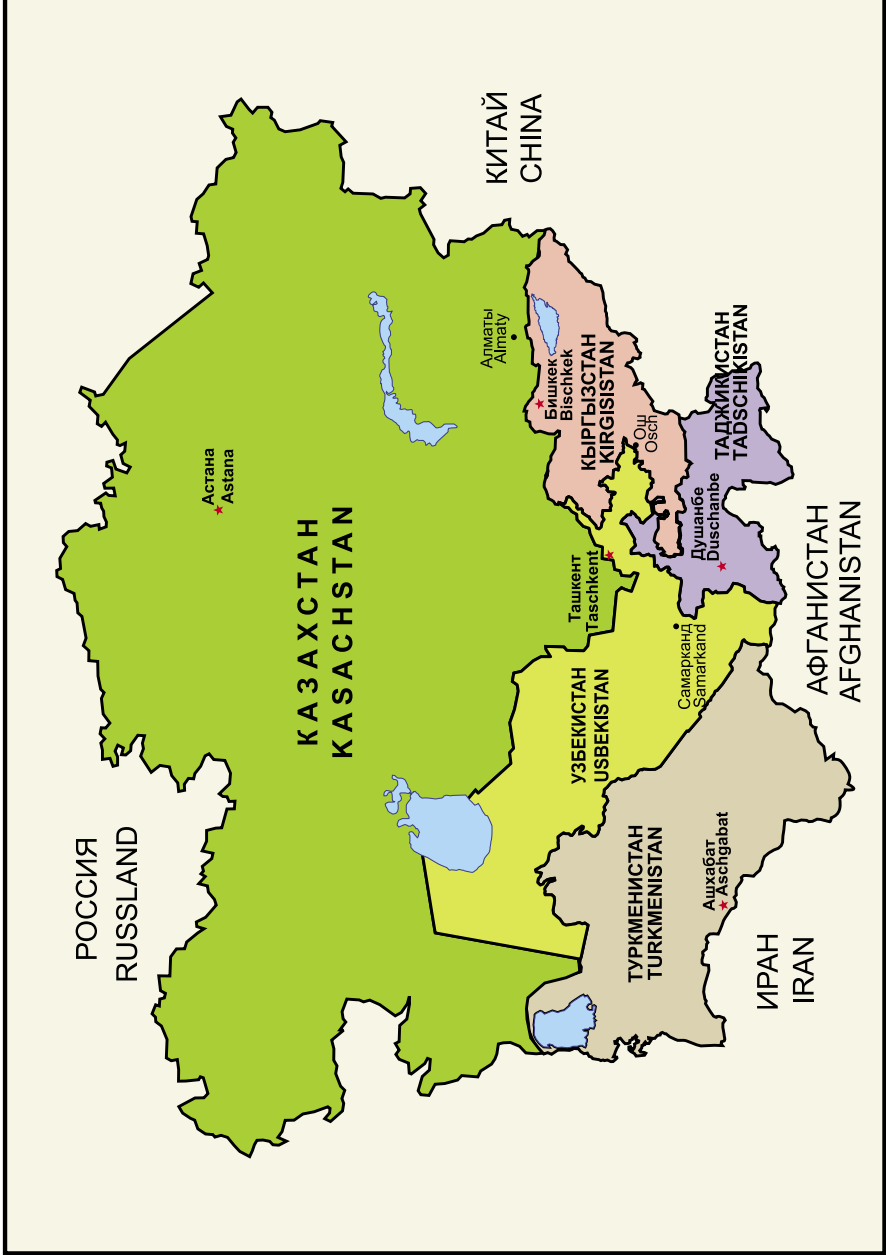 РОССИЯ
RUSSLAND
Астана
Astana
КАЗАХСТАН
KASACHSTAN
КИТАЙ
CHINA
Алматы
Almaty
Бишкек
Bischkek
КЫРГЫЗСТАН
KIRGISISTAN
Ош
Osch
Ташкент
Taschkent
УЗБЕКИСТАН
USBEKISTAN
Самарканд
Samarkand
ТАДЖИКИСТАН
TADSCHIKISTAN
Душанбе
Duschanbe
ТУРКМЕНИСТАН
TURKMENISTAN
Ашхабат
Aschgabat
ИРАН
IRAN
АФГАНИСТАН
AFGHANISTAN